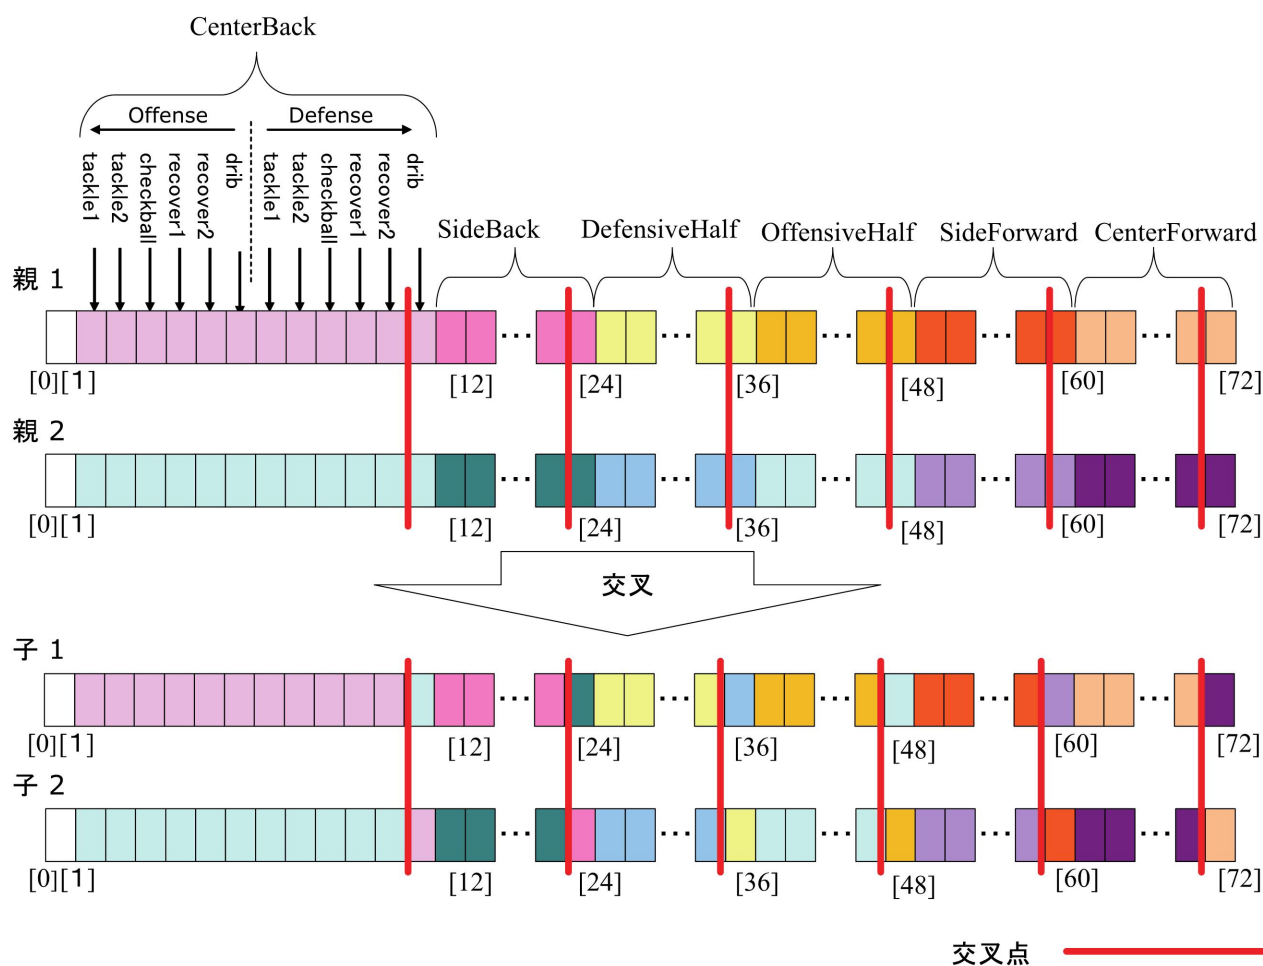 CenterBack
Offense Defense
tackle1 tackle2 checkball recover1 recover2 drib tackle1 tackle2 checkball recover1 recover2 drib
SideBack DefensiveHalf OffensiveHalf SideForward CenterForward
親 1
... ... ... ... ...
[0][1] [12] [24] [36] [48] [60] [72]
親 2
... ... ... ... ...
[0][1] [12] [24] [36] [48] [60] [72]
交叉
子 1
... ... ... ... ...
[0][1] [12] [24] [36] [48] [60] [72]
子 2
... ... ... ... ...
[0][1] [12] [24] [36] [48] [60] [72]
交叉点